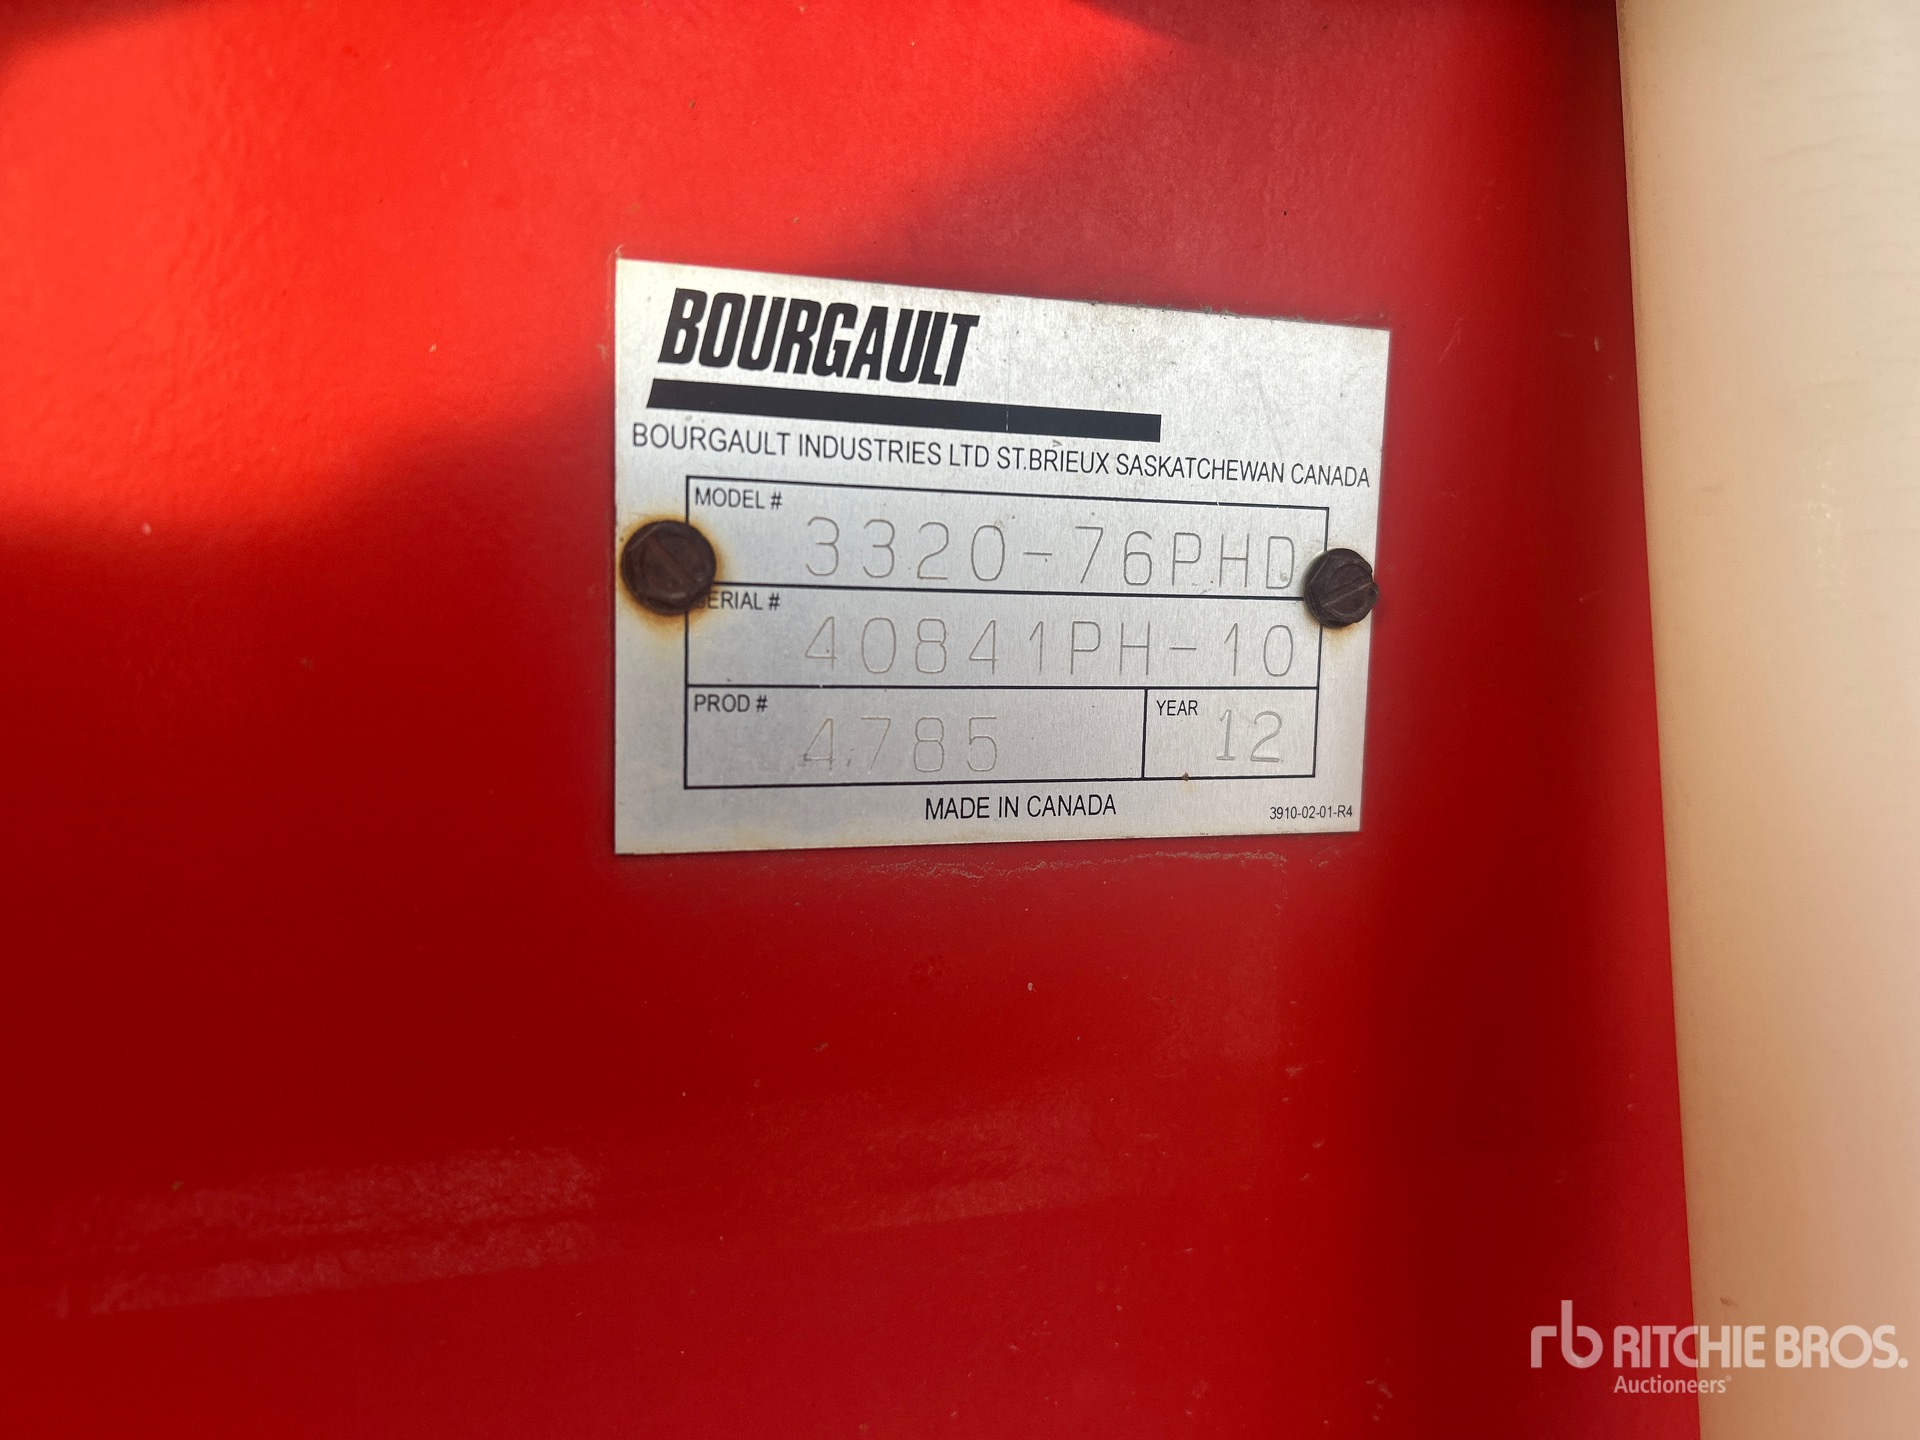 BOURGAULT
BOURGAULT INDUSTRIES LTD ST.BRIEUX SASKATCHEWAN CANADA
MODEL # 3320-76PHD
SERIAL # 40841PH-10
PROD # 4785 YEAR 12
MADE IN CANADA 3910-02-01-R4
rb RITCHIE BROS.
Auctioneers